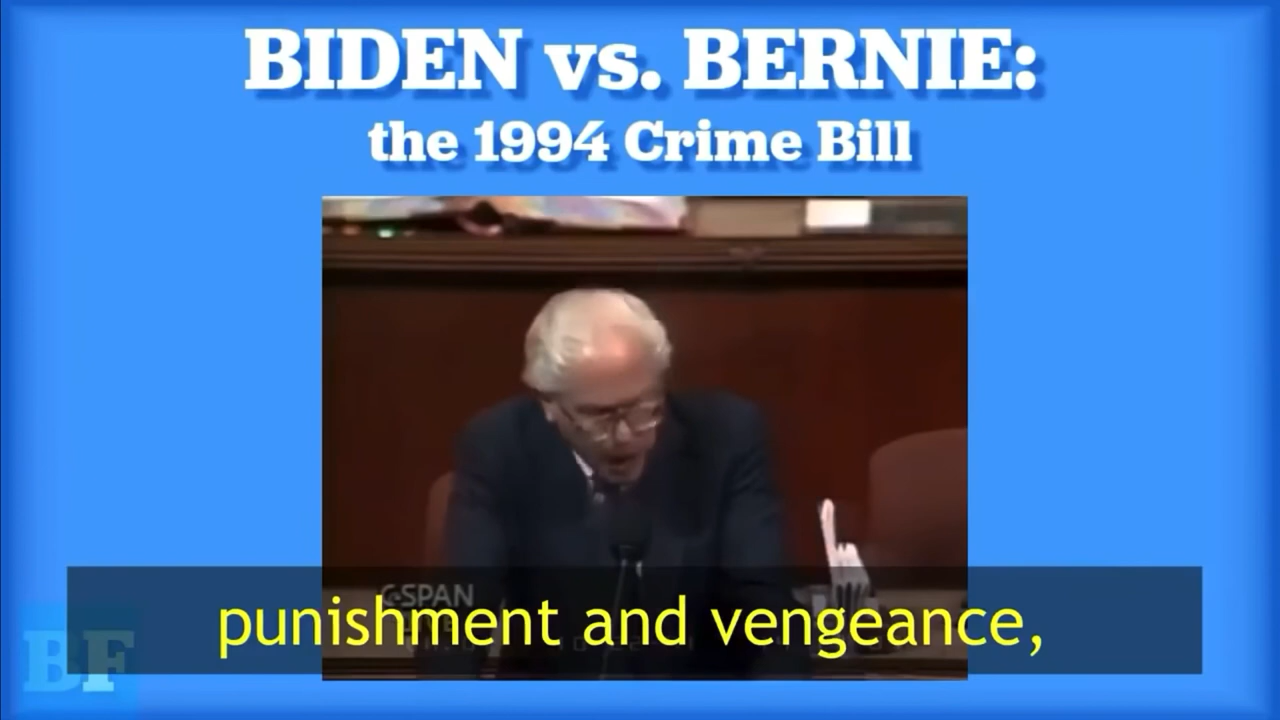 BIDEN vs. BERNIE:
the 1994 Crime Bill
C-SPAN
punishment and vengeance,
BF